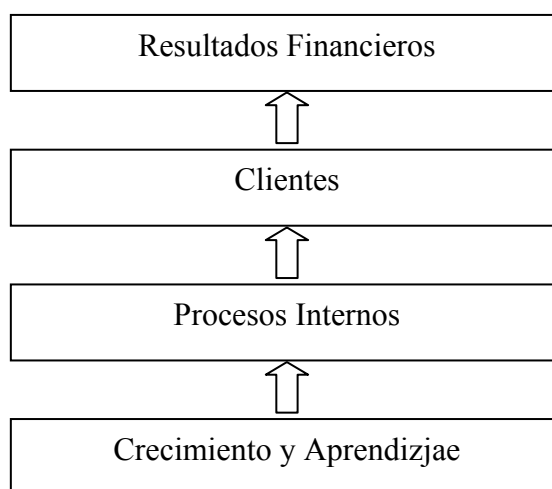 Resultados Financieros
Clientes
Procesos Internos
Crecimiento y Aprendizjae